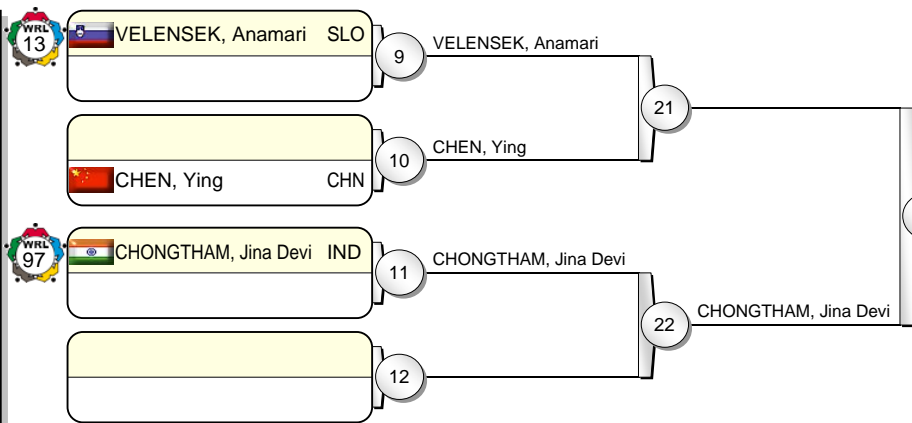 WRL
13
VELENSEK, Anamari SLO
9
VELENSEK, Anamari
21
10
CHEN, Ying
CHEN, Ying CHN
WRL
97
CHONGTHAM, Jina Devi IND
11
CHONGTHAM, Jina Devi
22
CHONGTHAM, Jina Devi
12